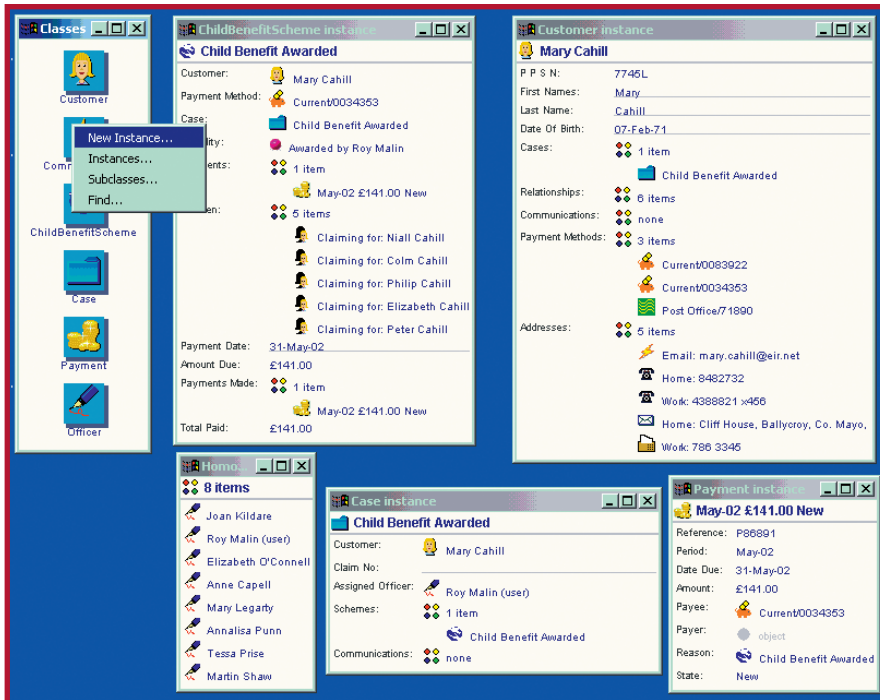 Classes
Customer
Com
ChildBenefitScheme
Case
Payment
Officer
New Instance...
Instances...
Subclasses...
Find...
ChildBenefitScheme instance
Child Benefit Awarded
Customer: Mary Cahill
Payment Method: Current/0034353
Case: Child Benefit Awarded
lity: Awarded by Roy Malin
ents: 1 item
May-02 £141.00 New
en: 5 items
Claiming for: Niall Cahill
Claiming for: Colm Cahill
Claiming for: Philip Cahill
Claiming for: Elizabeth Cahill
Claiming for: Peter Cahill
Payment Date: 31-May-02
Amount Due: £141.00
Payments Made: 1 item
May-02 £141.00 New
Total Paid: £141.00
Customer instance
Mary Cahill
P P S N: 7745L
First Names: Mary
Last Name: Cahill
Date Of Birth: 07-Feb-71
Cases: 1 item
Child Benefit Awarded
Relationships: 6 items
Communications: none
Payment Methods: 3 items
Current/0083922
Current/0034353
Post Office/71890
Addresses: 5 items
Email: mary.cahill@eir.net
Home: 8482732
Work: 4388821 x456
Home: Cliff House, Ballycroy, Co. Mayo,
Work: 786 3345
Homo...
8 items
Joan Kildare
Roy Malin (user)
Elizabeth O'Connell
Anne Capell
Mary Legarty
Annalisa Punn
Tessa Prise
Martin Shaw
Case instance
Child Benefit Awarded
Customer: Mary Cahill
Claim No:
Assigned Officer: Roy Malin (user)
Schemes: 1 item
Child Benefit Awarded
Communications: none
Payment instance
May-02 £141.00 New
Reference: P86891
Period: May-02
Date Due: 31-May-02
Amount: £141.00
Payee: Current/0034353
Payer: object
Reason: Child Benefit Awarded
State: New